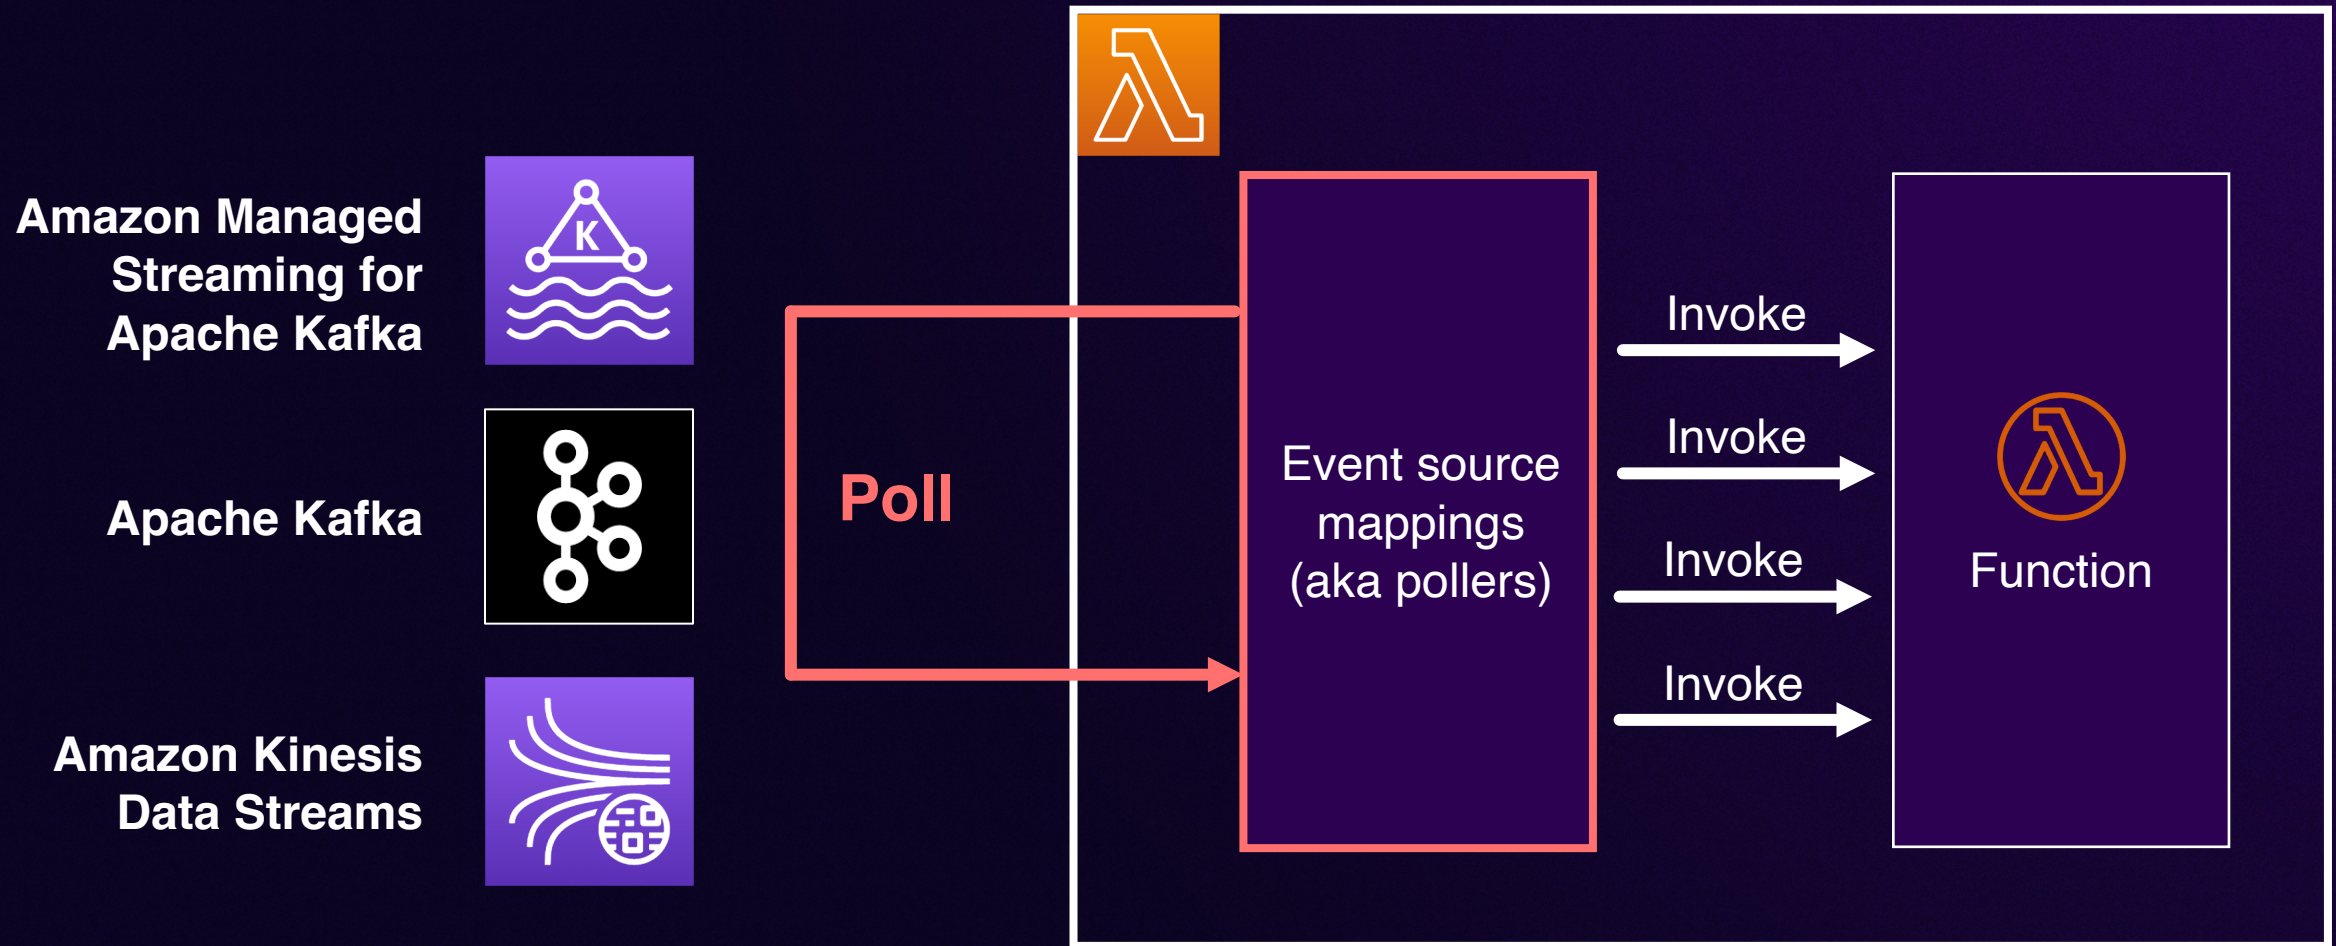 Amazon Managed
Streaming for
Apache Kafka
K
Apache Kafka
Amazon Kinesis
Data Streams
Poll
Event source
mappings
(aka pollers)
Invoke
Invoke
Invoke
Invoke
Function